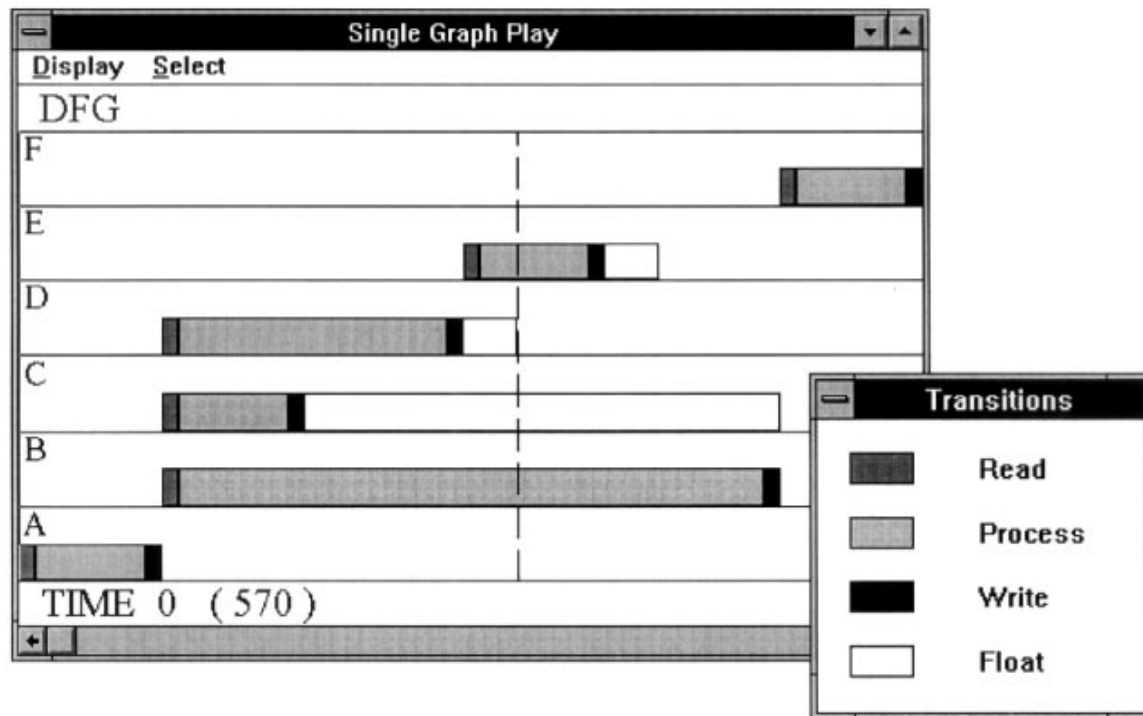 Single Graph Play
Display Select
DFG
F
E
D
C
B
A
TIME 0 (570)
Transitions
Read
Process
Write
Float